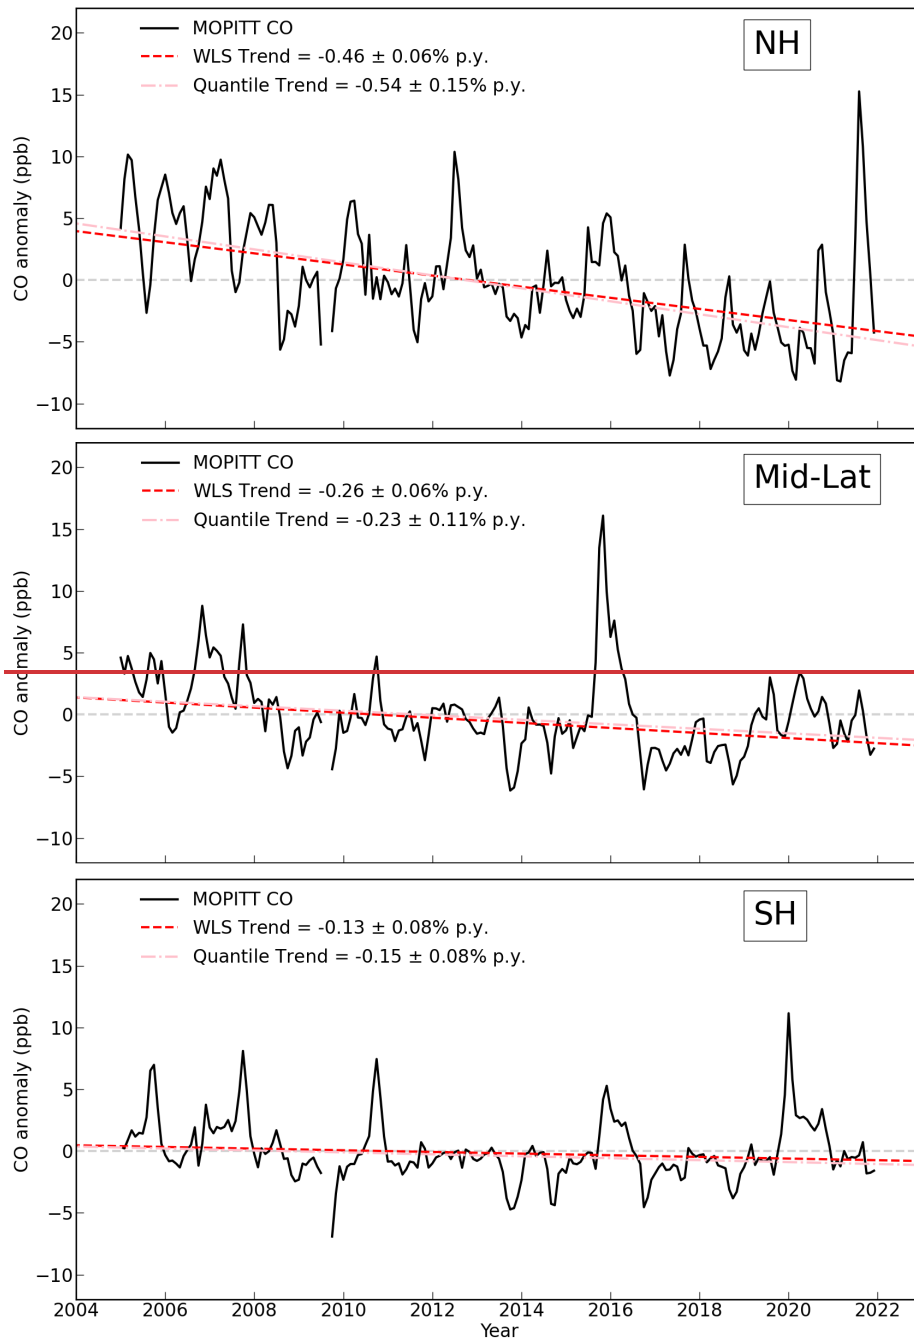 MOPITT CO
WLS Trend = -0.46 ± 0.06% p.y.
Quantile Trend = -0.54 ± 0.15% p.y.
NH
CO anomaly (ppb)
20
15
10
5
0
−5
−10
MOPITT CO
WLS Trend = -0.26 ± 0.06% p.y.
Quantile Trend = -0.23 ± 0.11% p.y.
Mid-Lat
CO anomaly (ppb)
20
15
10
5
0
−5
−10
MOPITT CO
WLS Trend = -0.13 ± 0.08% p.y.
Quantile Trend = -0.15 ± 0.08% p.y.
SH
CO anomaly (ppb)
20
15
10
5
0
−5
−10
2004 2006 2008 2010 2012 2014 2016 2018 2020 2022
Year